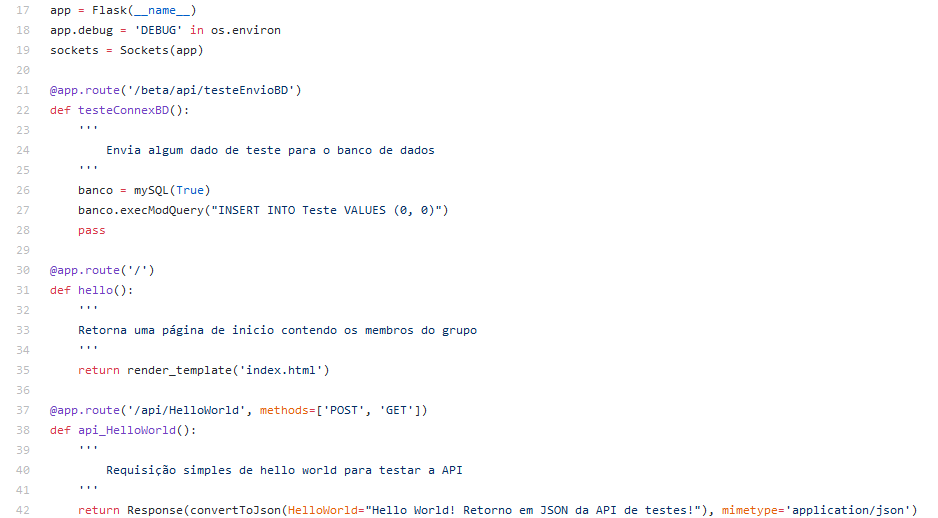 17 app = Flask(__name__)
18 app.debug = 'DEBUG' in os.environ
19 sockets = Sockets(app)
20
21 @app.route('/beta/api/testeEnvioBD')
22 def testeConnexBD():
23     '''
24         Envia algum dado de teste para o banco de dados
25     '''
26     banco = mySQL(True)
27     banco.execModQuery("INSERT INTO Teste VALUES (0, 0)")
28     pass
29
30 @app.route('/')
31 def hello():
32     '''
33     Retorna uma página de inicio contendo os membros do grupo
34     '''
35     return render_template('index.html')
36
37 @app.route('/api/HelloWorld', methods=['POST', 'GET'])
38 def api_HelloWorld():
39     '''
40         Requisição simples de hello world para testar a API
41     '''
42     return Response(convertToJson(HelloWorld="Hello World! Retorno em JSON da API de testes!"), mimetype='application/json')